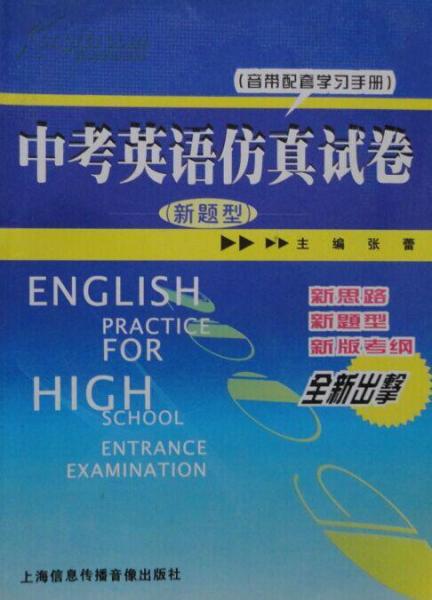 (音带配套学习手册)
中考英语仿真试卷
(新题型)
主 编 张 蕾
ENGLISH
PRACTICE
FOR
HIGH
SCHOOL
ENTRANCE
EXAMINATION
新思路
新题型
新版考纲
全新出擊
上海信息传播音像出版社